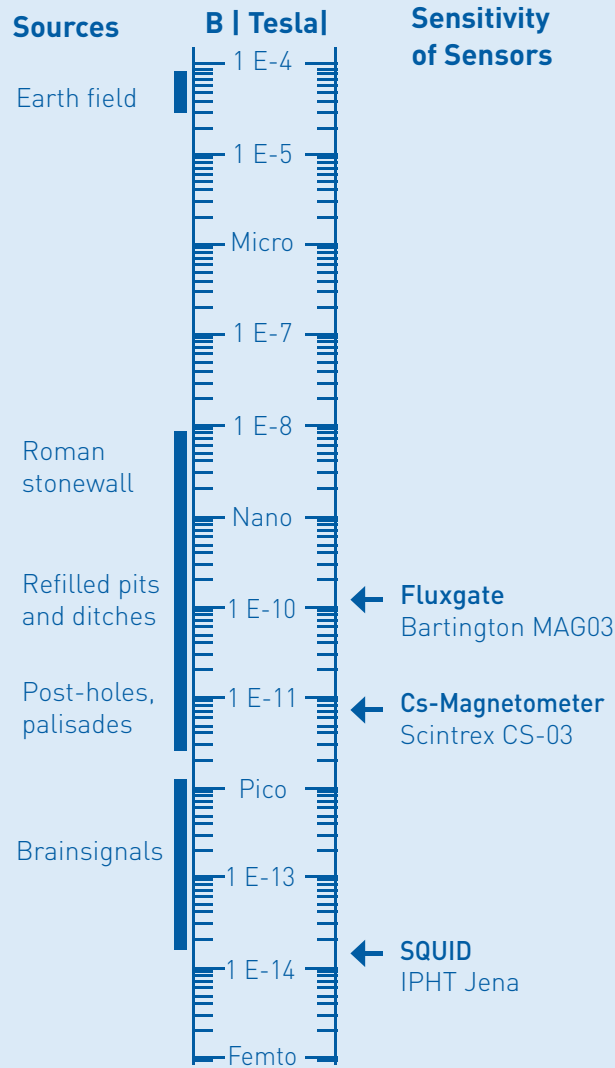 Sources
B | Tesla|
Sensitivity
of Sensors
1 E-4
Earth field
1 E-5
Micro
1 E-7
1 E-8
Roman
stonewall
Nano
Refilled pits
and ditches
1 E-10
Fluxgate
Bartington MAG03
Post-holes,
palisades
1 E-11
Cs-Magnetometer
Scintrex CS-03
Pico
Brainsignals
1 E-13
SQUID
IPHT Jena
1 E-14
Femto